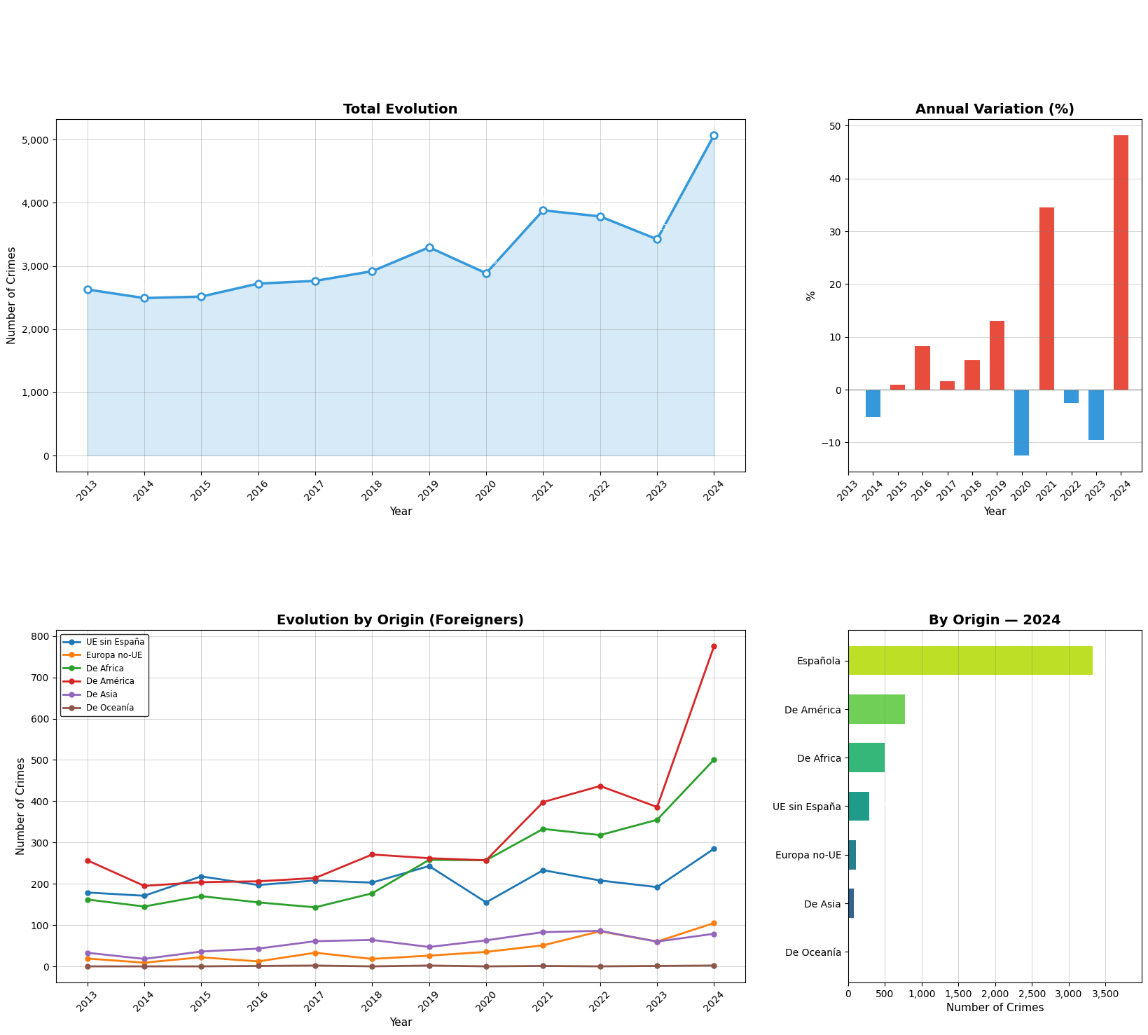 Total Evolution
Number of Crimes
5,000
4,000
3,000
2,000
1,000
0
2013 2014 2015 2016 2017 2018 2019 2020 2021 2022 2023 2024
Year
Annual Variation (%)
%
50
40
30
20
10
0
−10
2013 2014 2015 2016 2017 2018 2019 2020 2021 2022 2023 2024
Year
Evolution by Origin (Foreigners)
UE sin España
Europa no-UE
De Africa
De América
De Asia
De Oceanía
Number of Crimes
800
700
600
500
400
300
200
100
0
2013 2014 2015 2016 2017 2018 2019 2020 2021 2022 2023 2024
Year
By Origin — 2024
Española
De América
De Africa
UE sin España
Europa no-UE
De Asia
De Oceanía
0 500 1,000 1,500 2,000 2,500 3,000 3,500
Number of Crimes